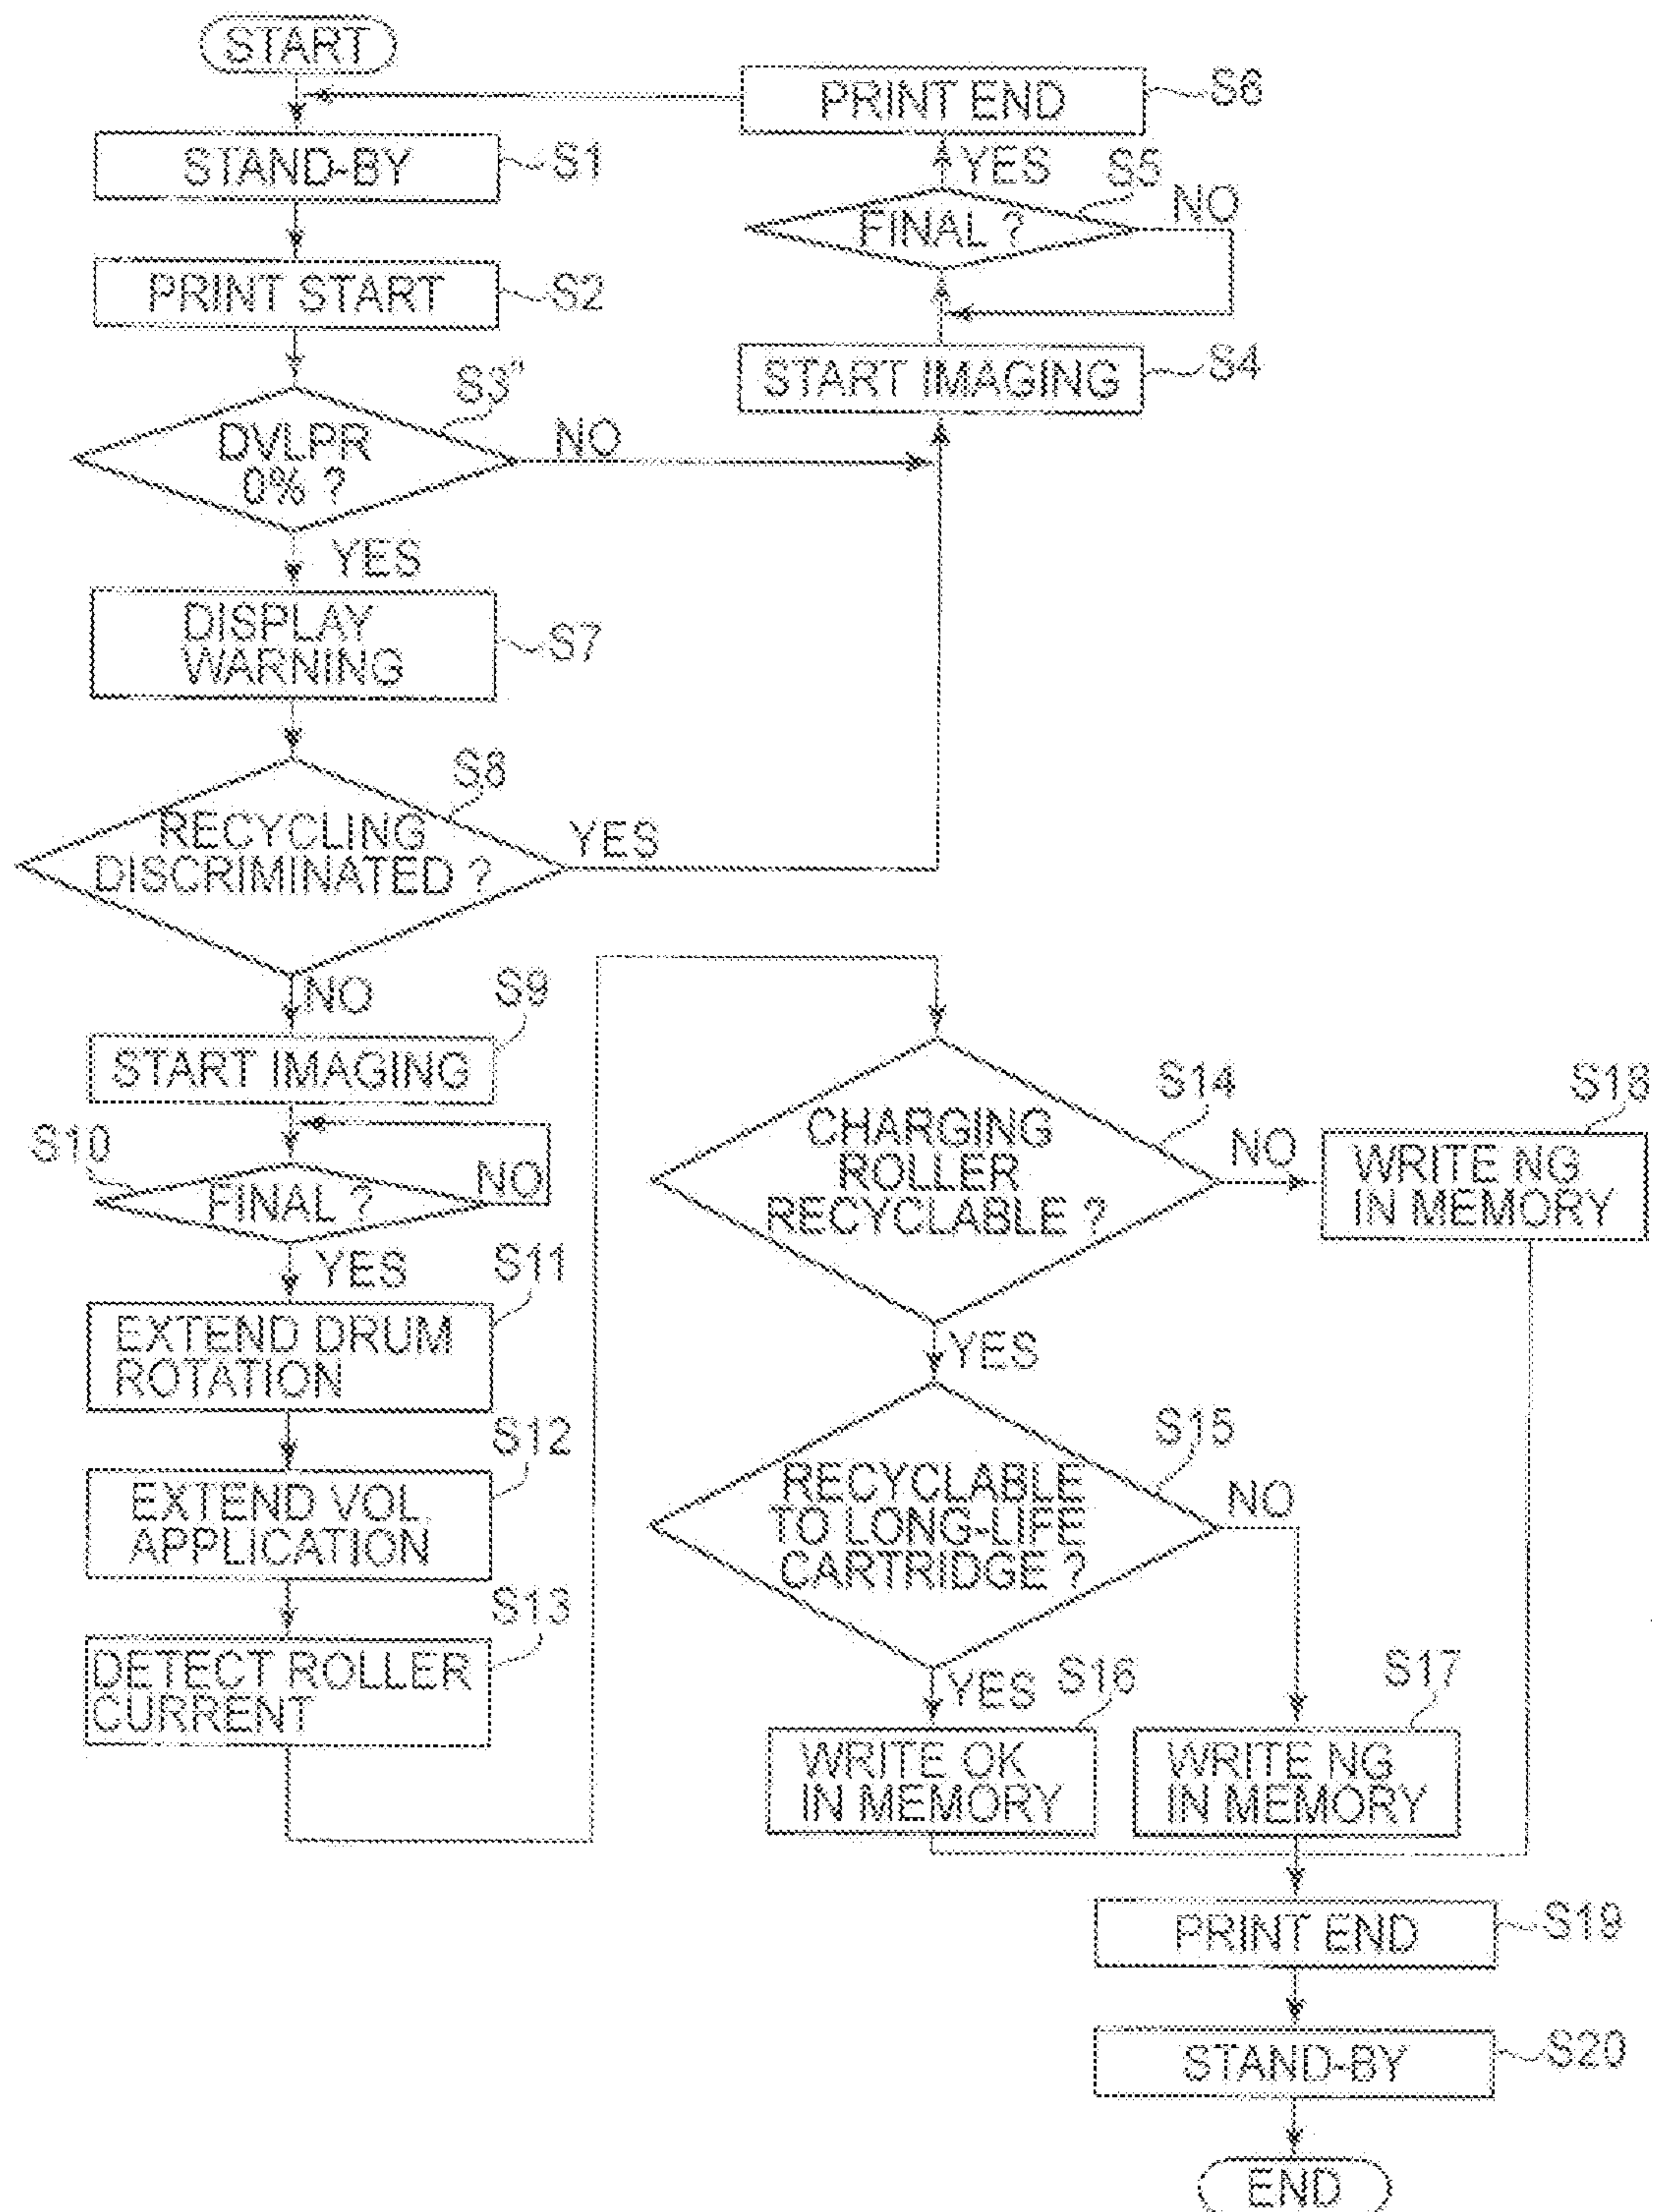 START
PRINT END
S6
STAND-BY
S1
YES
S5
NO
FINAL ?
PRINT START
S2
START IMAGING
S4
S3"
DVLPR
0% ?
NO
YES
DISPLAY
WARNING
S7
S8
RECYCLING
DISCRIMINATED ?
YES
NO
S9
START IMAGING
S10
FINAL ?
NO
YES
S11
EXTEND DRUM
ROTATION
S12
EXTEND VOL.
APPLICATION
S13
DETECT ROLLER
CURRENT
S14
CHARGING
ROLLER
RECYCLABLE ?
NO
S18
WRITE NG
IN MEMORY
YES
S15
RECYCLABLE
TO LONG-LIFE
CARTRIDGE ?
NO
YES
S16
WRITE OK
IN MEMORY
S17
WRITE NG
IN MEMORY
PRINT END
S19
STAND-BY
S20
END